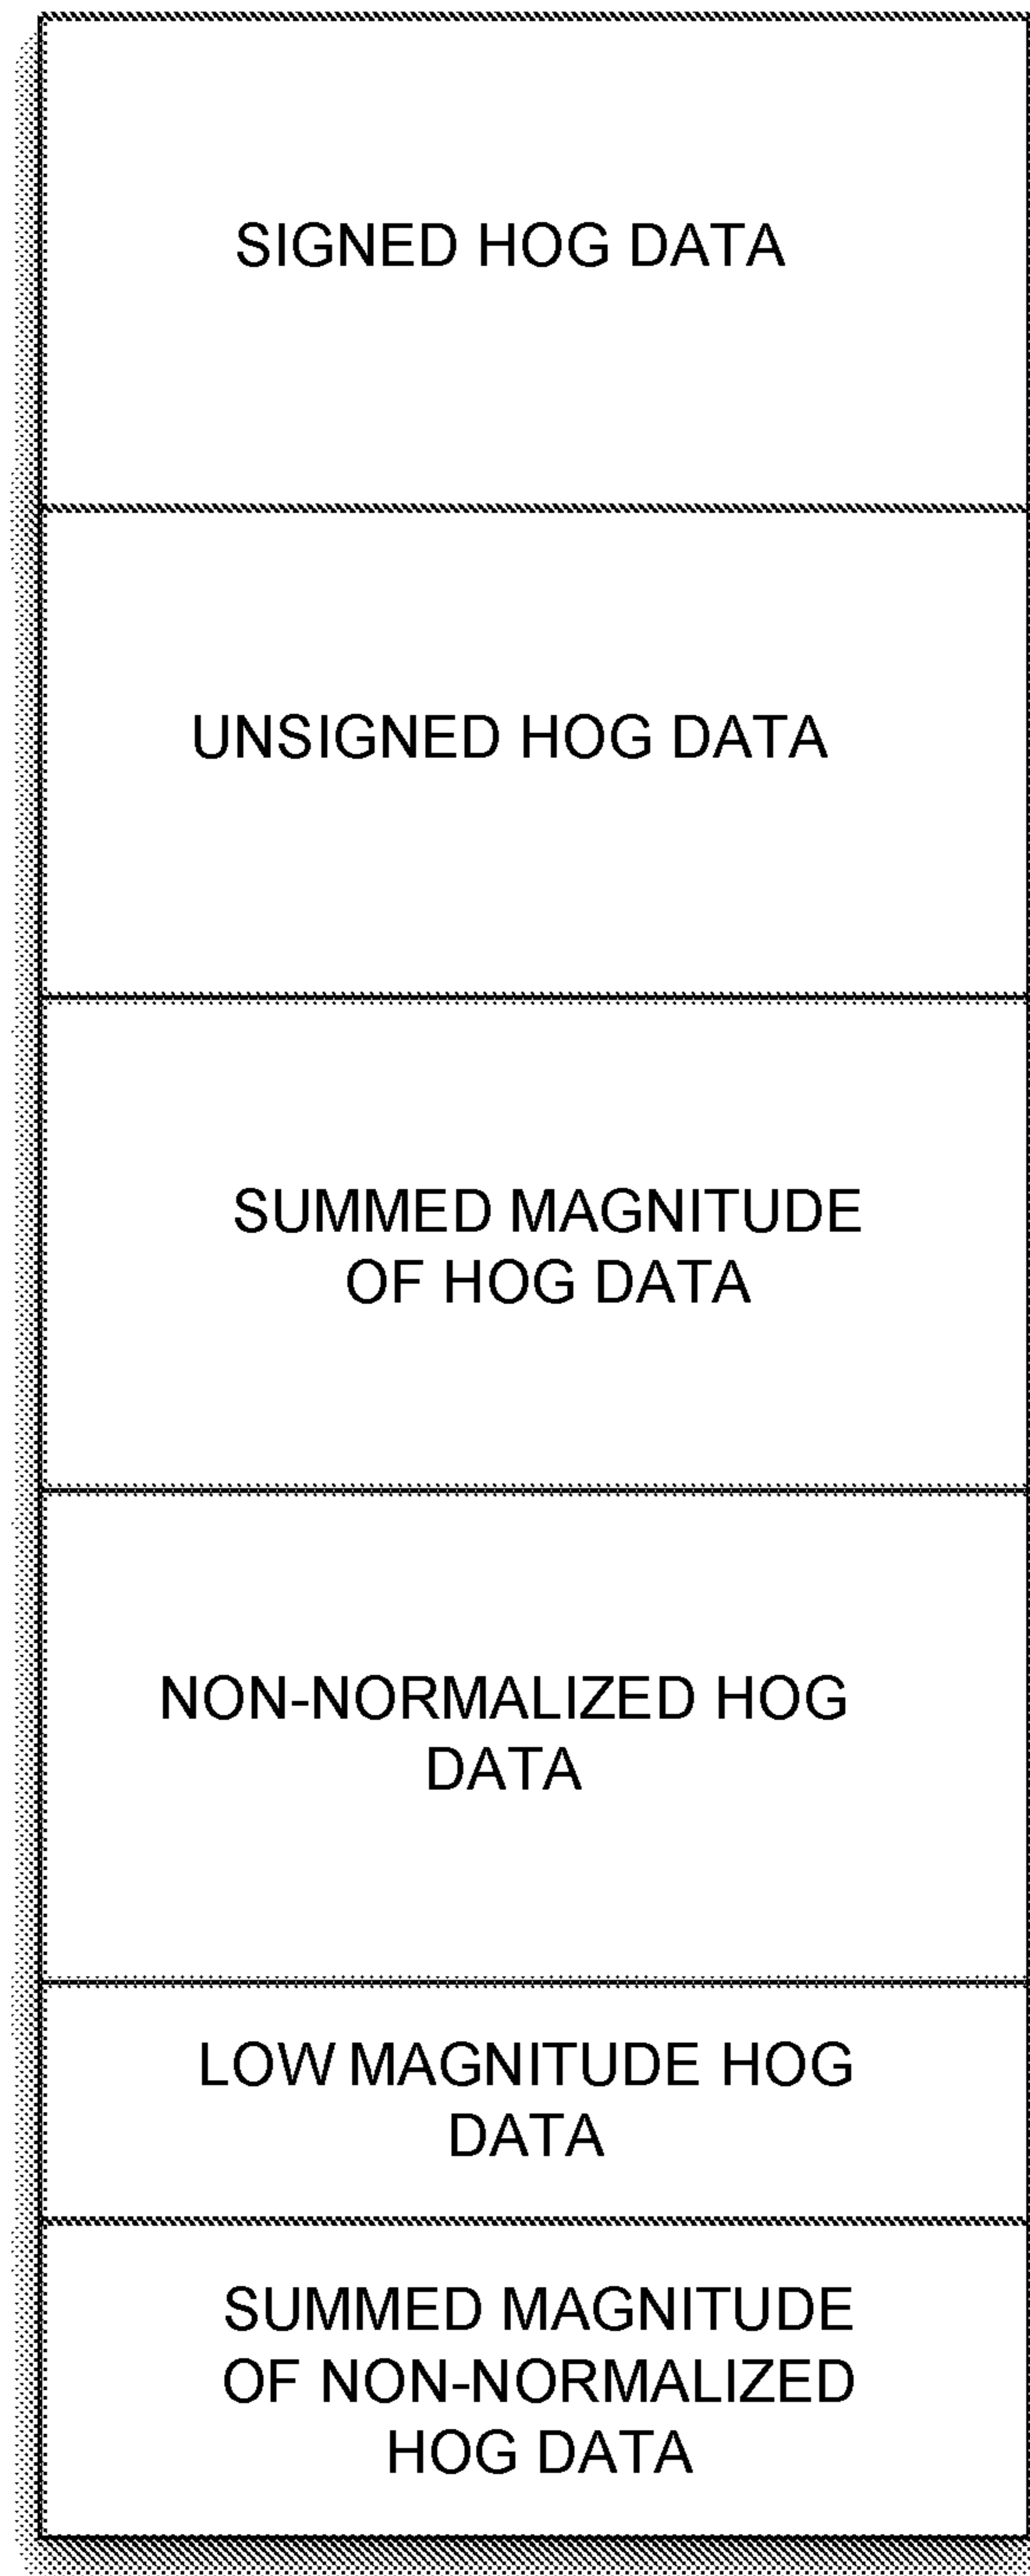 SIGNED HOG DATA
UNSIGNED HOG DATA
SUMMED MAGNITUDE
OF HOG DATA
NON-NORMALIZED HOG
DATA
LOW MAGNITUDE HOG
DATA
SUMMED MAGNITUDE
OF NON-NORMALIZED
HOG DATA